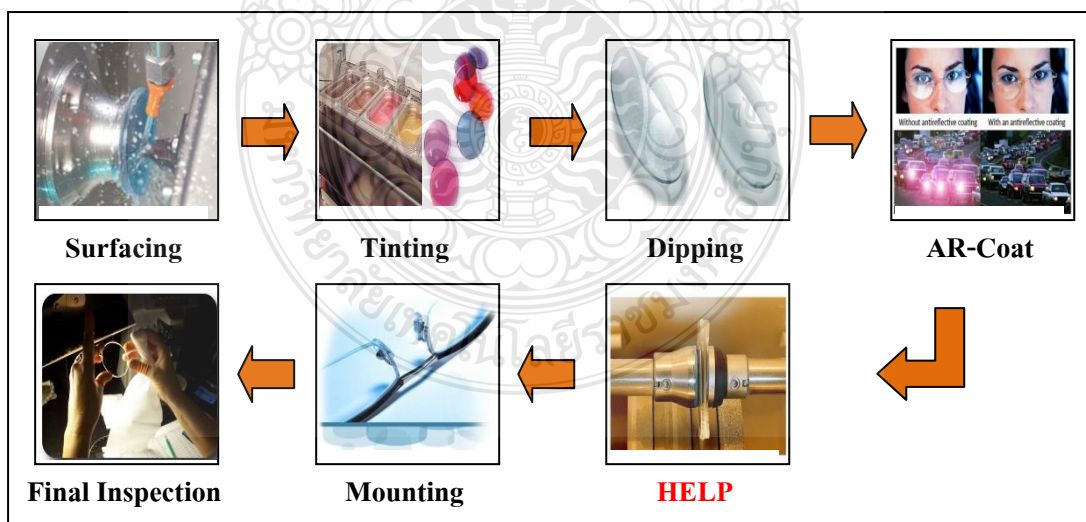 Without antireflective coating
With an antireflective coating
Surfacing
Tinting
Dipping
AR-Coat
Final Inspection
Mounting
HELP